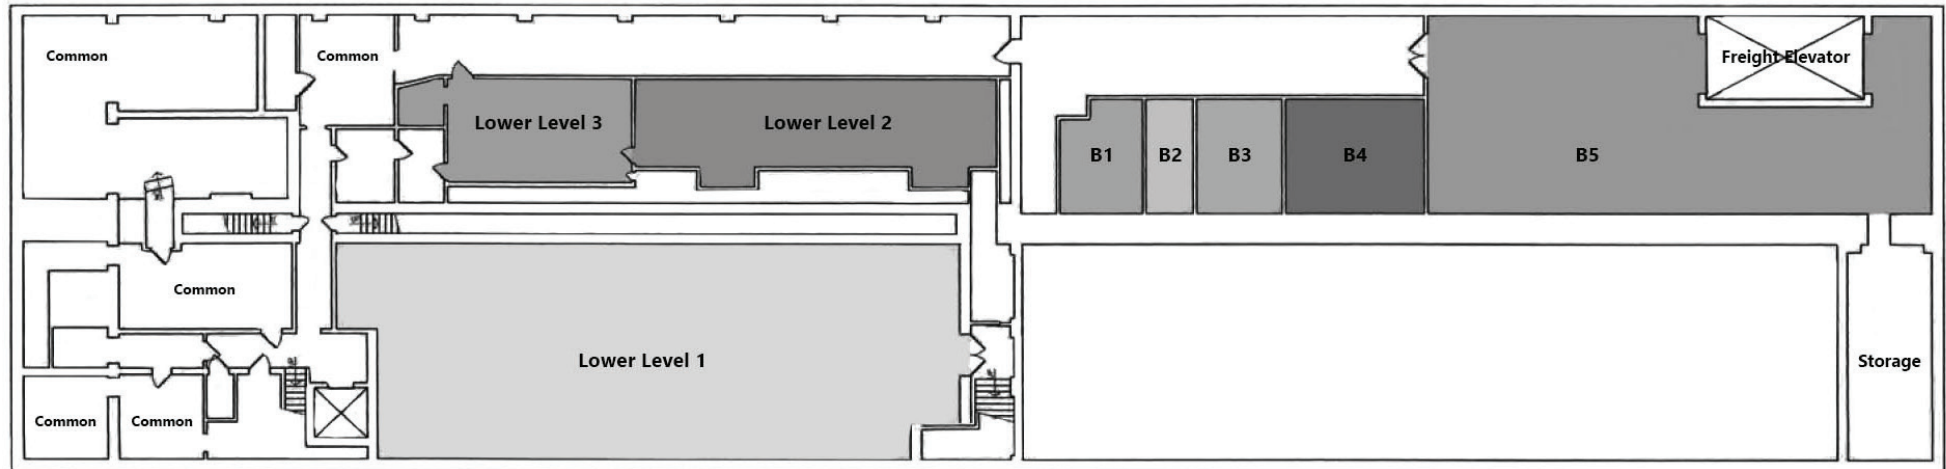 Common
Common
Freight Elevator
Lower Level 3
Lower Level 2
B1
B2
B3
B4
B5
Common
Lower Level 1
Storage
Common
Common